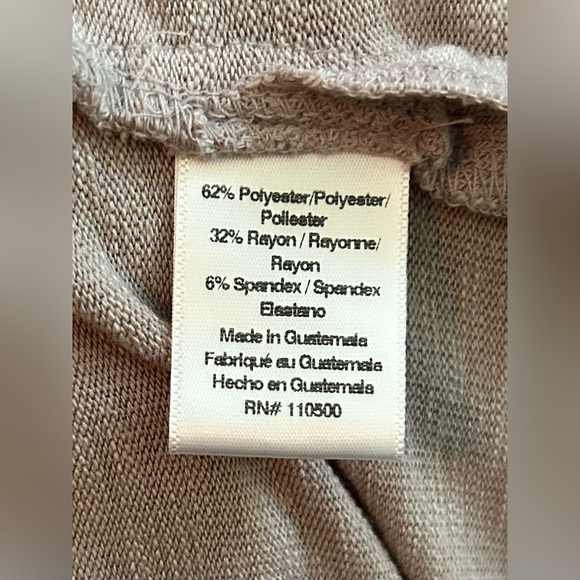 62% Polyester/Polyester/
Poliester
32% Rayon / Rayonne/
Rayon
6% Spandex / Spandex
Elastano
Made in Guatemala
Fabriqué au Guatemala
Hecho en Guatemala
RN# 110500